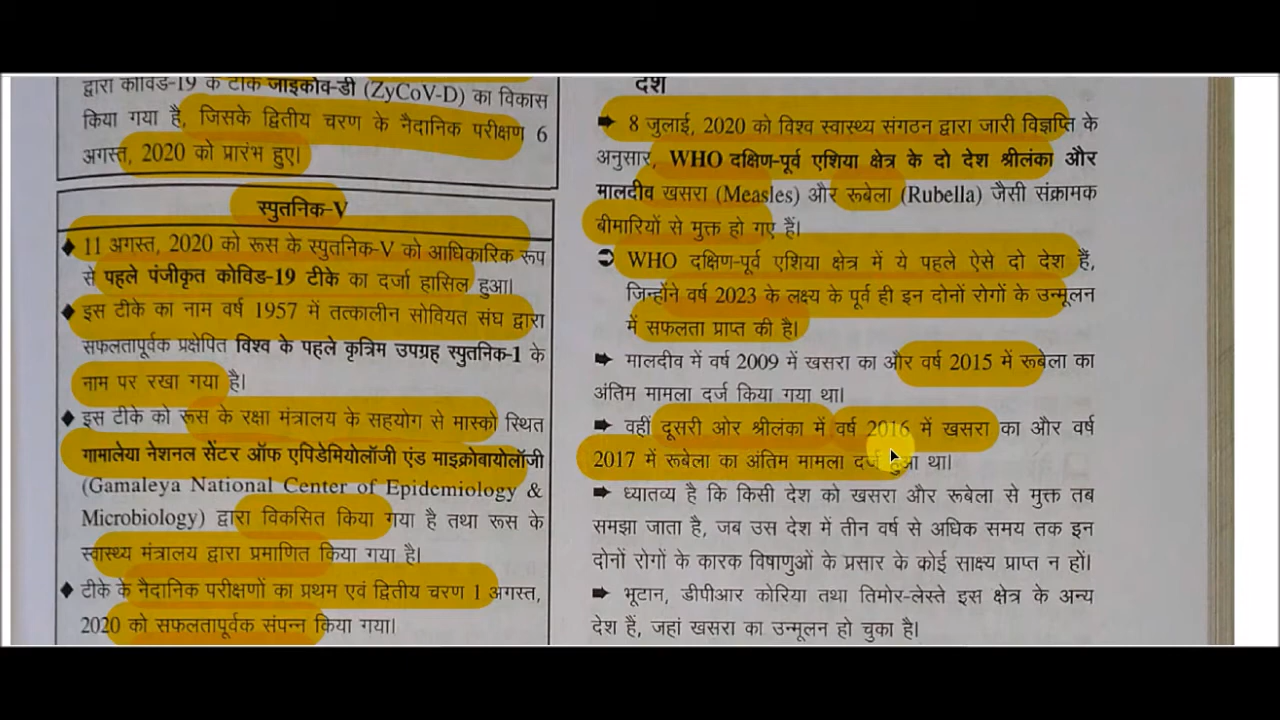 द्वारा कोविड-19 के टीके जाइकोव-डी (ZyCoV-D) का विकास
किया गया है, जिसके द्वितीय चरण के नैदानिक परीक्षण 6
अगस्त, 2020 को प्रारंभ हुए।
स्पुतनिक-V
♦ 11 अगस्त, 2020 को रूस के स्पुतनिक-V को आधिकारिक रूप
से पहले पंजीकृत कोविड-19 टीके का दर्जा हासिल हुआ।
♦ इस टीके का नाम वर्ष 1957 में तत्कालीन सोवियत संघ द्वारा
सफलतापूर्वक प्रक्षेपित विश्व के पहले कृत्रिम उपग्रह स्पुतनिक-1 के
नाम पर रखा गया है।
♦ इस टीके को रूस के रक्षा मंत्रालय के सहयोग से मास्को स्थित
गामालेया नेशनल सेंटर ऑफ एपिडेमियोलॉजी एंड माइक्रोबायोलॉजी
(Gamaleya National Center of Epidemiology &
Microbiology) द्वारा विकसित किया गया है तथा रूस के
स्वास्थ्य मंत्रालय द्वारा प्रमाणित किया गया है।
♦ टीके के नैदानिक परीक्षणों का प्रथम एवं द्वितीय चरण 1 अगस्त,
2020 को सफलतापूर्वक संपन्न किया गया।
देश
➨ 8 जुलाई, 2020 को विश्व स्वास्थ्य संगठन द्वारा जारी विज्ञप्ति के
अनुसार, WHO दक्षिण-पूर्व एशिया क्षेत्र के दो देश श्रीलंका और
मालदीव खसरा (Measles) और रूबेला (Rubella) जैसी संक्रामक
बीमारियों से मुक्त हो गए हैं।
➲ WHO दक्षिण-पूर्व एशिया क्षेत्र में ये पहले ऐसे दो देश हैं,
जिन्होंने वर्ष 2023 के लक्ष्य के पूर्व ही इन दोनों रोगों के उन्मूलन
में सफलता प्राप्त की है।
➨ मालदीव में वर्ष 2009 में खसरा का और वर्ष 2015 में रूबेला का
अंतिम मामला दर्ज किया गया था।
➨ वहीं दूसरी ओर श्रीलंका में वर्ष 2016 में खसरा का और वर्ष
2017 में रूबेला का अंतिम मामला दर्ज हुआ था।
➨ ध्यातव्य है कि किसी देश को खसरा और रूबेला से मुक्त तब
समझा जाता है, जब उस देश में तीन वर्ष से अधिक समय तक इन
दोनों रोगों के कारक विषाणुओं के प्रसार के कोई साक्ष्य प्राप्त न हों।
➨ भूटान, डीपीआर कोरिया तथा तिमोर-लेस्ते इस क्षेत्र के अन्य
देश हैं, जहां खसरा का उन्मूलन हो चुका है।